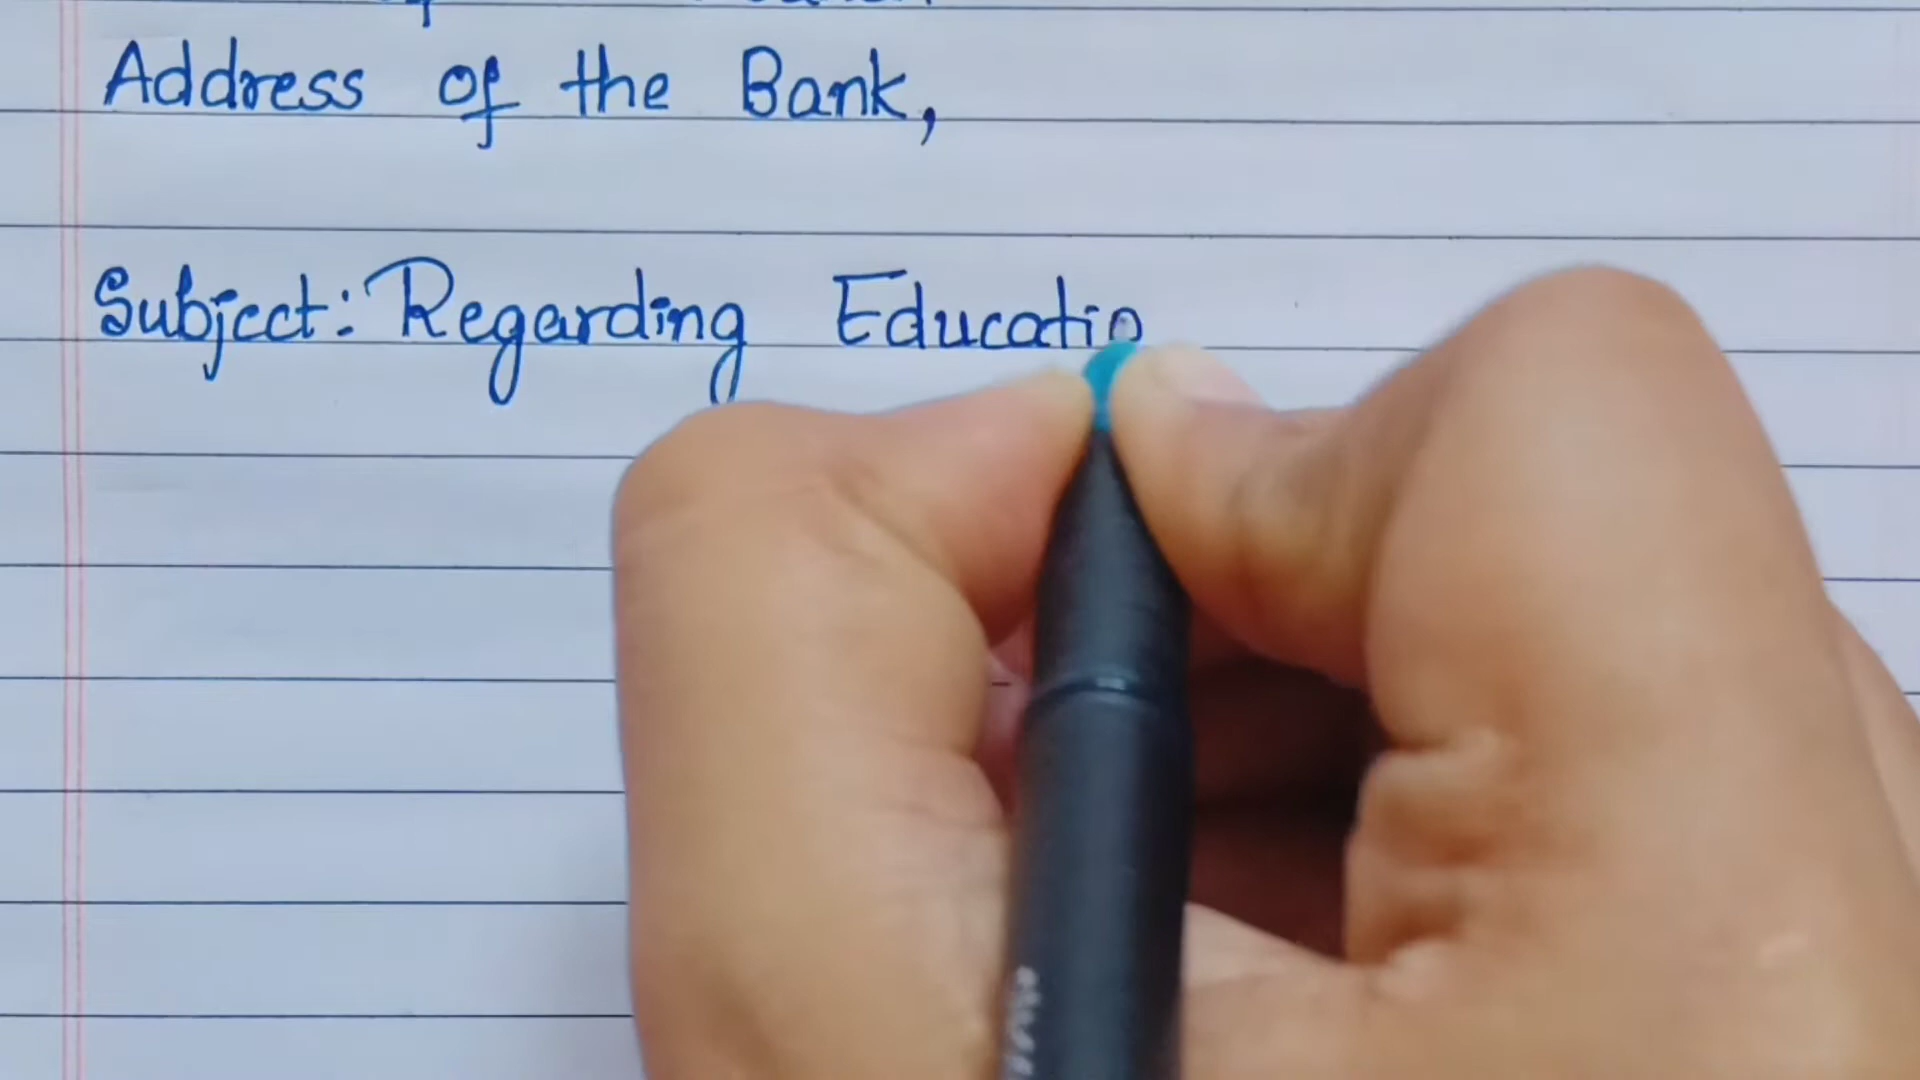 Address of the Bank,
Subject: Regarding Educatio